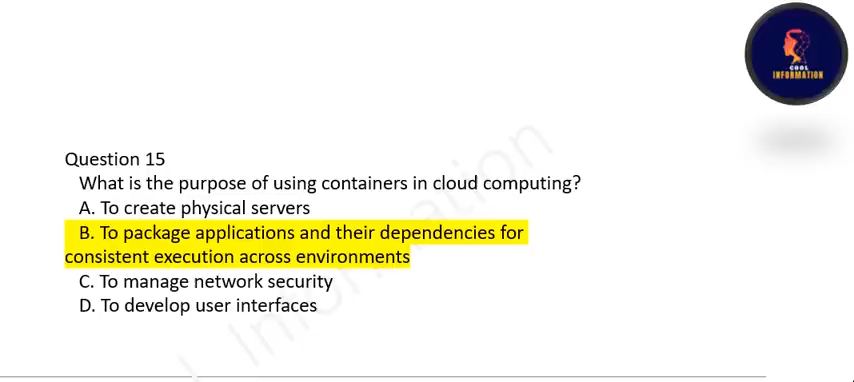 COOL
INFORMATION
Question 15
What is the purpose of using containers in cloud computing?
A. To create physical servers
B. To package applications and their dependencies for
consistent execution across environments
C. To manage network security
D. To develop user interfaces
Information